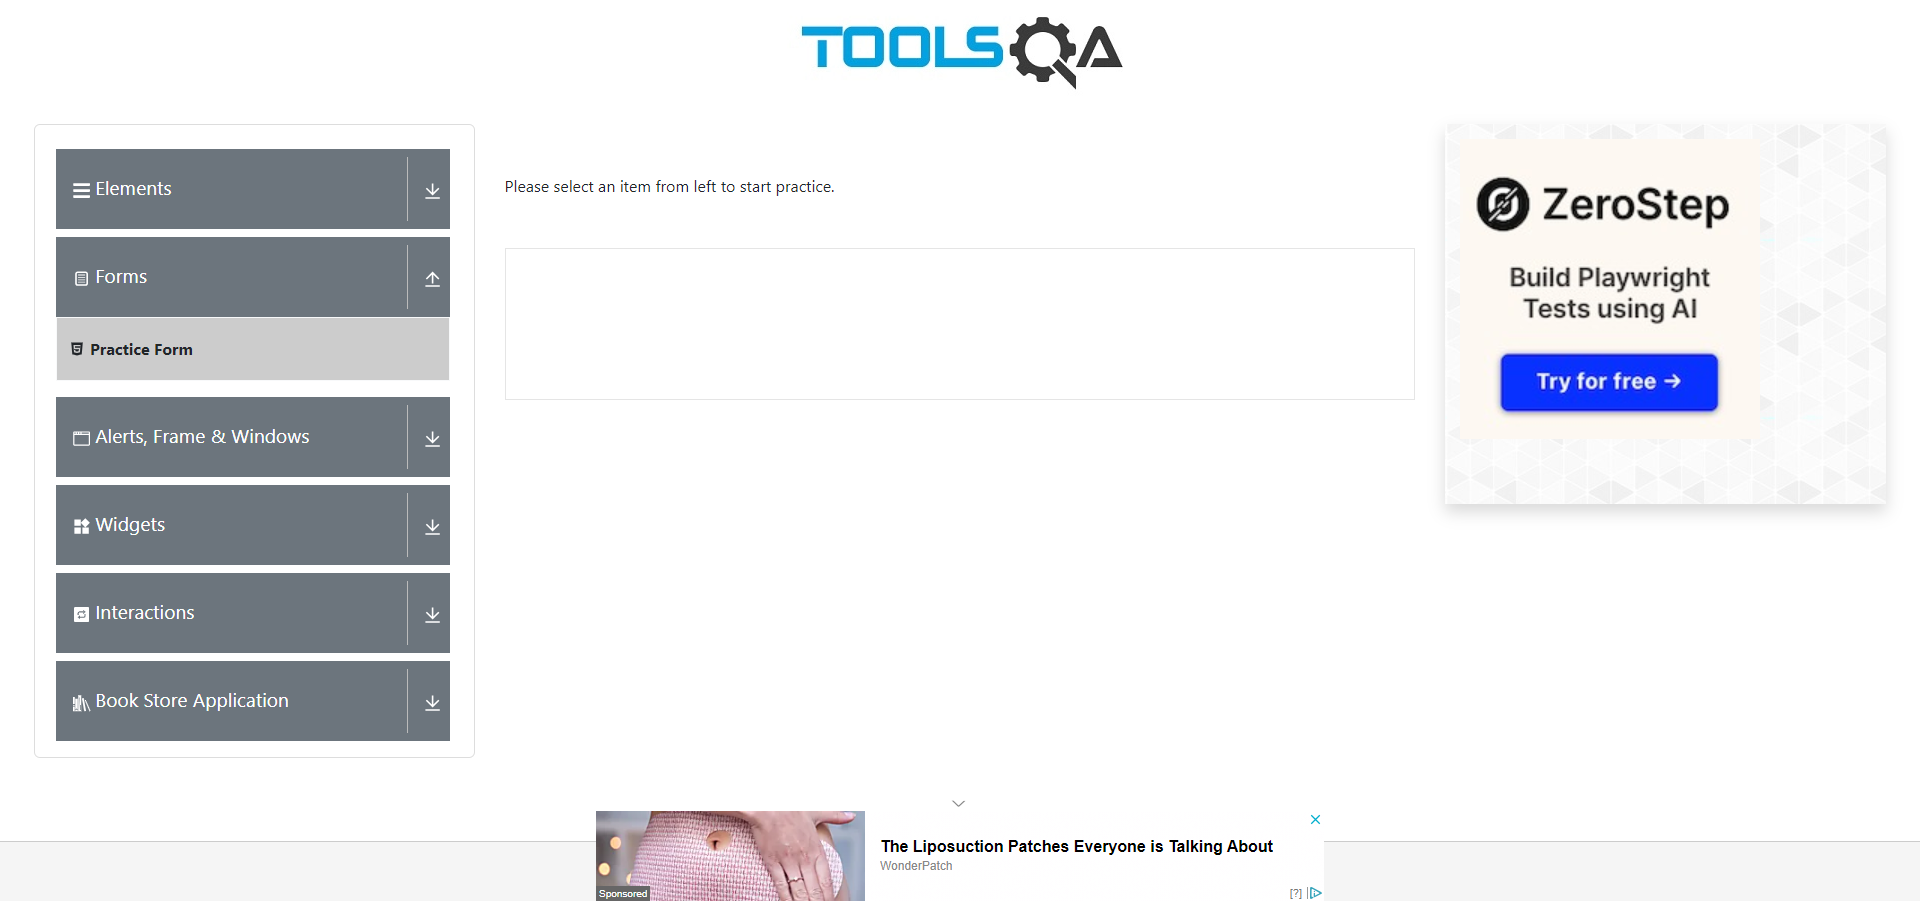 TOOLSQA
Elements
Forms
Practice Form
Alerts, Frame & Windows
Widgets
Interactions
Book Store Application
Please select an item from left to start practice.
ZeroStep
Build Playwright
Tests using AI
Try for free →
The Liposuction Patches Everyone is Talking About
WonderPatch
Sponsored
[?]